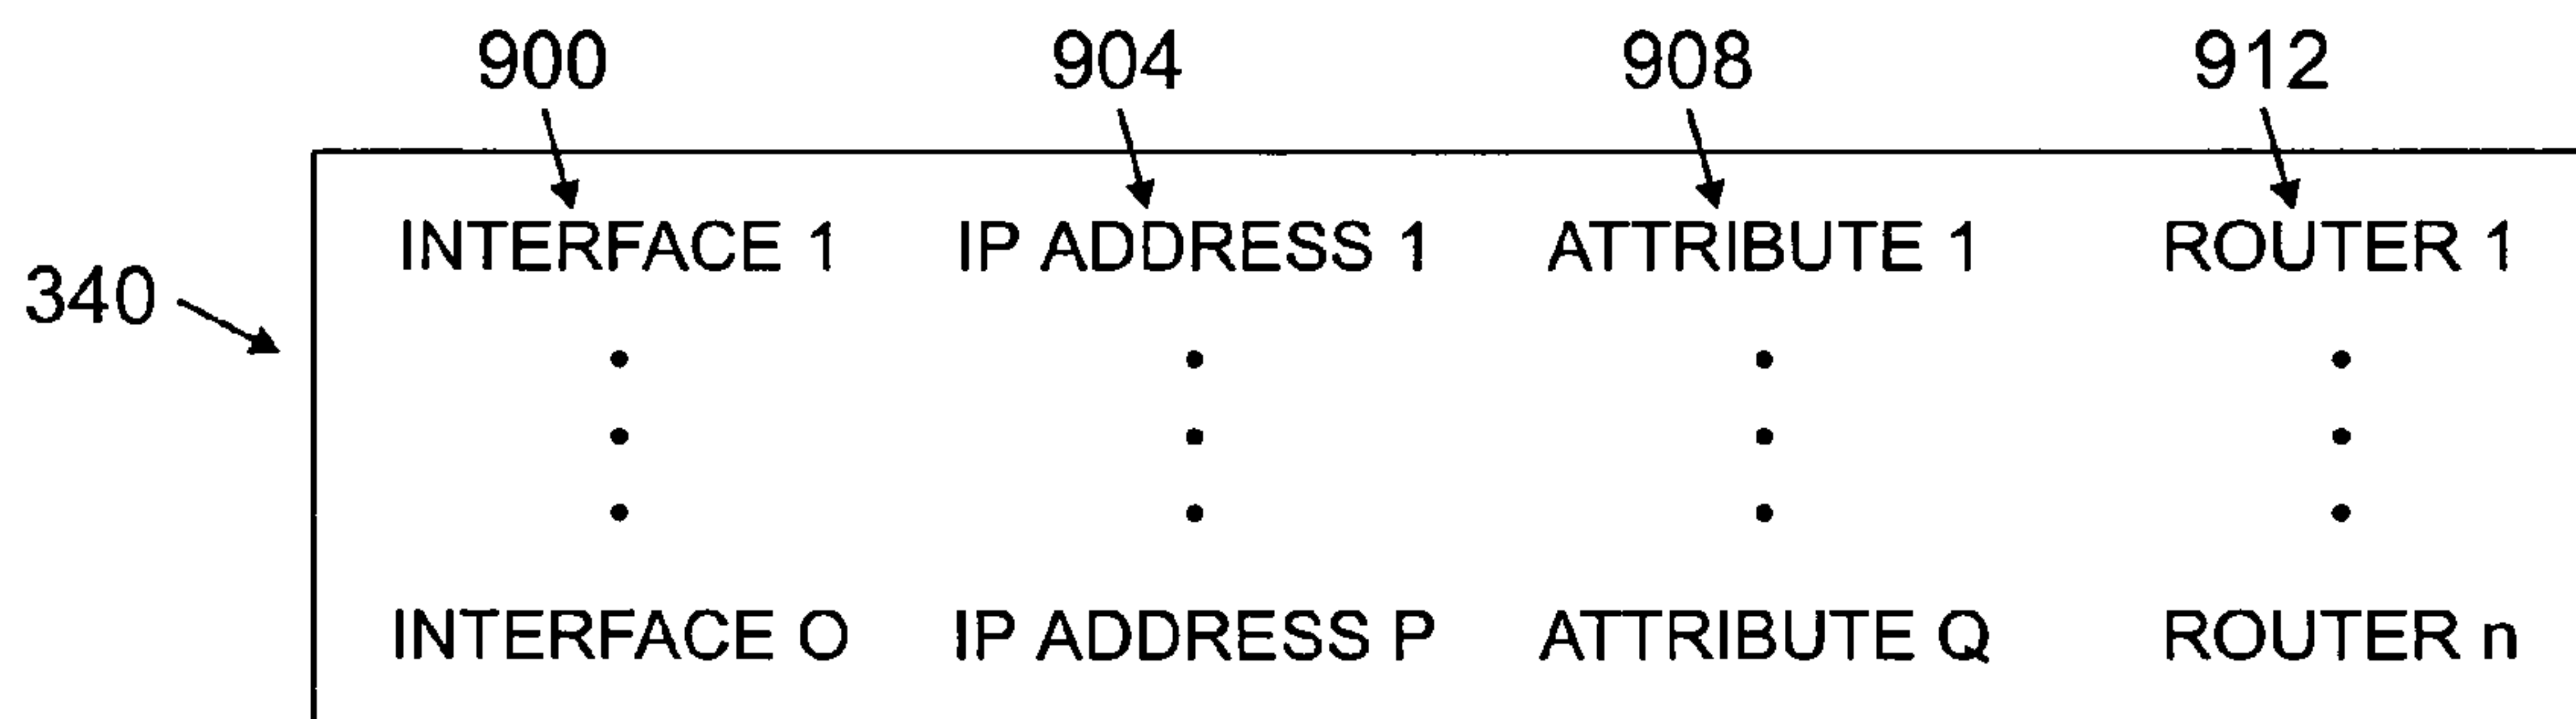 900 904 908 912
INTERFACE 1 IP ADDRESS 1 ATTRIBUTE 1 ROUTER 1
340
INTERFACE O IP ADDRESS P ATTRIBUTE Q ROUTER n